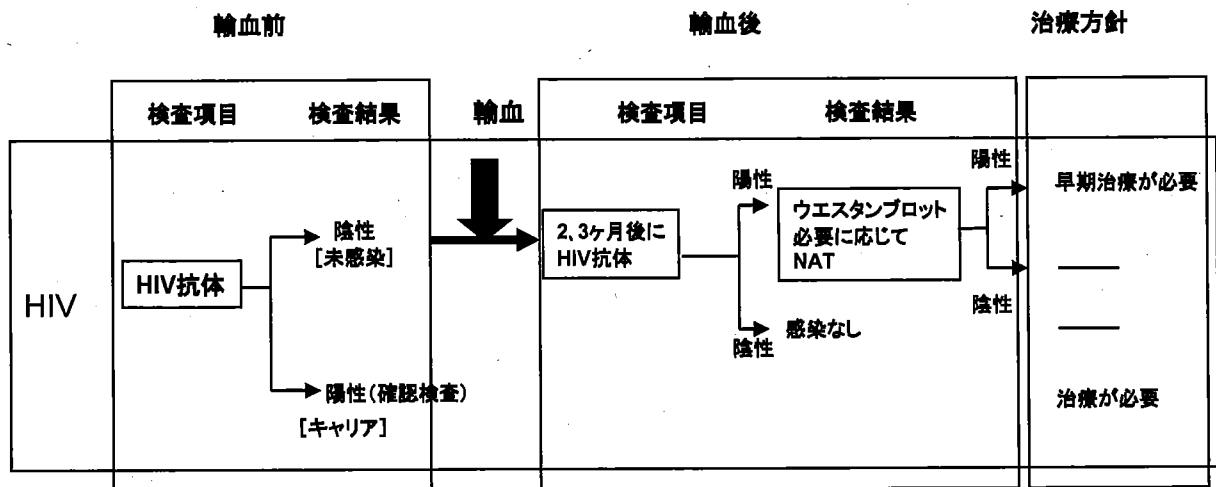 輸血前
輸血後
治療方針
検査項目
検査結果
輸血
検査項目
検査結果
HIV
HIV抗体
陰性
[未感染]
陽性(確認検査)
[キャリア]
2、3ヶ月後に
HIV抗体
陽性
陰性
ウエスタンブロット
必要に応じて
NAT
感染なし
陽性
陰性
早期治療が必要
治療が必要